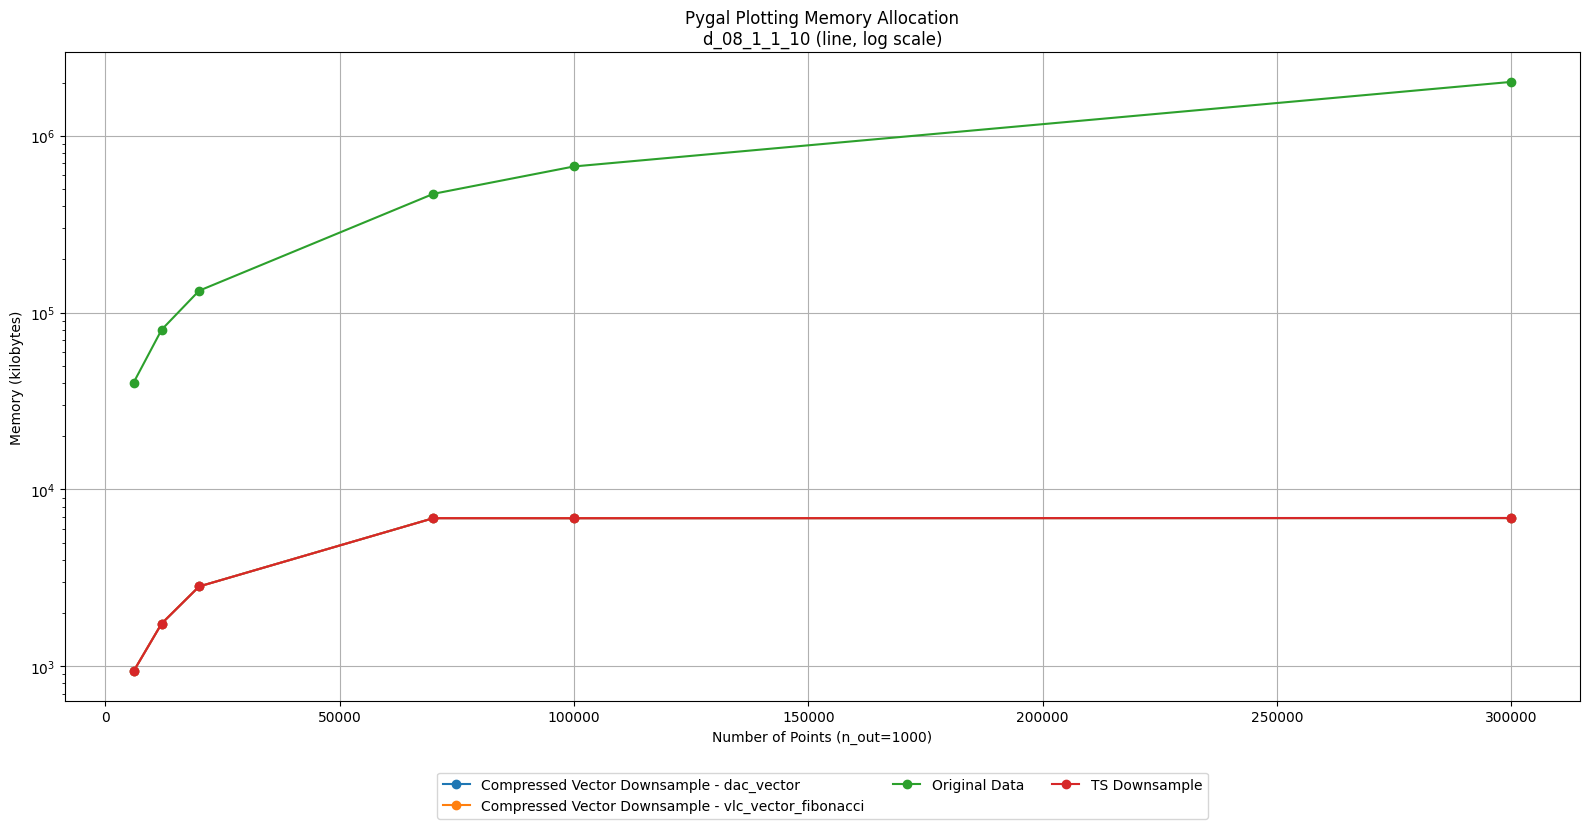 Pygal Plotting Memory Allocation
d_08_1_1_10 (line, log scale)
Memory (kilobytes)
10^6
10^5
10^4
10^3
0 50000 100000 150000 200000 250000 300000
Number of Points (n_out=1000)
Compressed Vector Downsample - dac_vector
Compressed Vector Downsample - vlc_vector_fibonacci
Original Data
TS Downsample